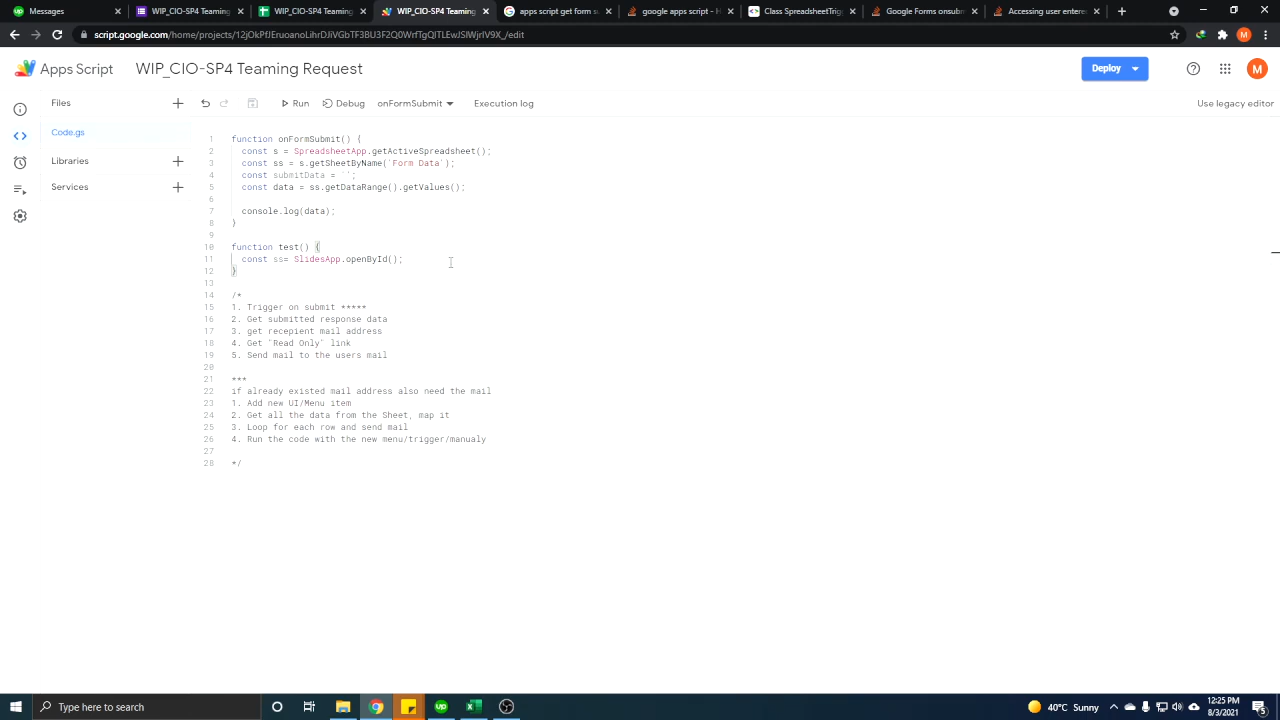 Messages
WIP_CIO-SP4 Teaming
WIP_CIO-SP4 Teaming
WIP_CIO-SP4 Teaming
apps script get form su
google apps script - H
Class SpreadsheetTrig
Google Forms onsubm
Accessing user entere
Apps Script
WIP_CIO-SP4 Teaming Request
Deploy
M
Files
Run
Debug
onFormSubmit
Execution log
Use legacy editor
Code.gs
Libraries
Services
1 function onFormSubmit() {
2 const s = SpreadsheetApp.getActiveSpreadsheet();
3 const ss = s.getSheetByName('Form Data');
4 const submitData = '';
5 const data = ss.getDataRange().getValues();
6
7 console.log(data);
8 }
9
10 function test() {
11 const ss= SlidesApp.openById();
12 }
13
14 /*
15 1. Trigger on submit *****
16 2. Get submitted response data
17 3. get recepient mail address
18 4. Get "Read Only" link
19 5. Send mail to the users mail
20
21 ***
22 if already existed mail address also need the mail
23 1. Add new UI/Menu item
24 2. Get all the data from the Sheet, map it
25 3. Loop for each row and send mail
26 4. Run the code with the new menu/trigger/manualy
27
28 */
Type here to search
40°C Sunny
12:25 PM
8/3/2021
5